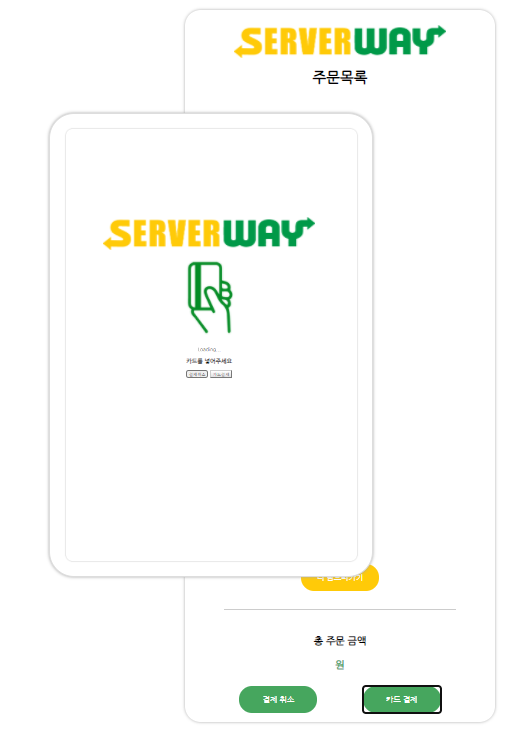 SERVERWAY
주문목록
SERVERWAY
Loading...
카드를 넣어주세요
총 주문 금액
원
결제 취소
카드 결제